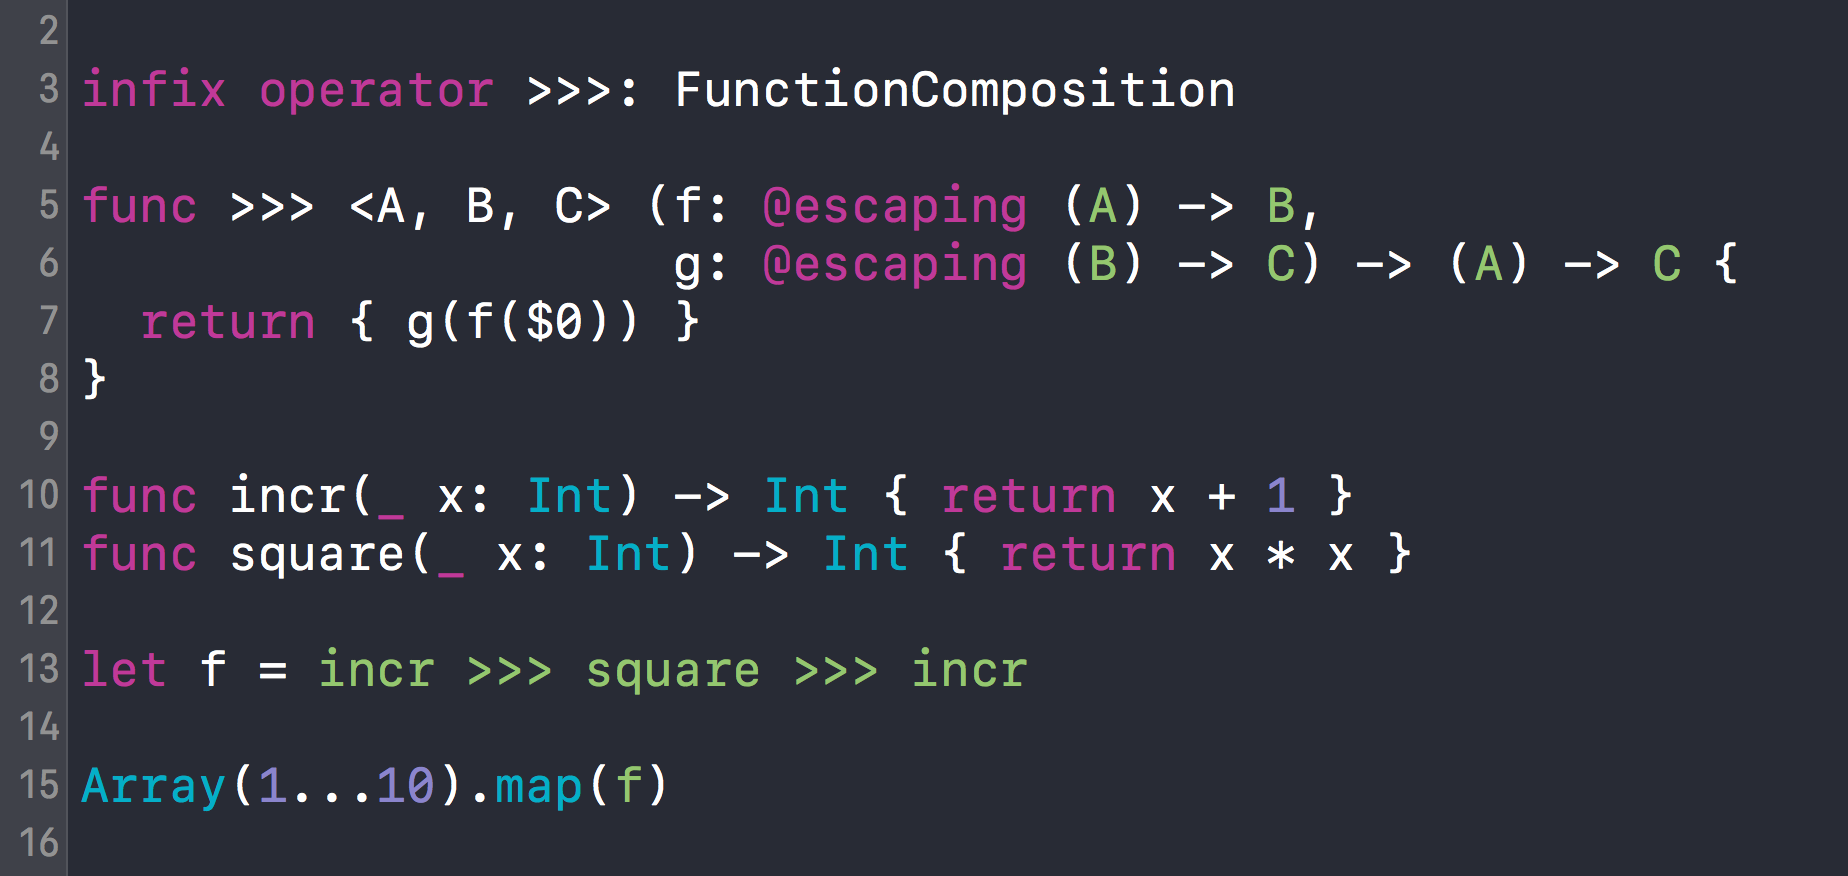 2
3 infix operator >>>: FunctionComposition
4
5 func >>> <A, B, C> (f: @escaping (A) -> B,
6                     g: @escaping (B) -> C) -> (A) -> C {
7   return { g(f($0)) }
8 }
9
10 func incr(_ x: Int) -> Int { return x + 1 }
11 func square(_ x: Int) -> Int { return x * x }
12
13 let f = incr >>> square >>> incr
14
15 Array(1...10).map(f)
16